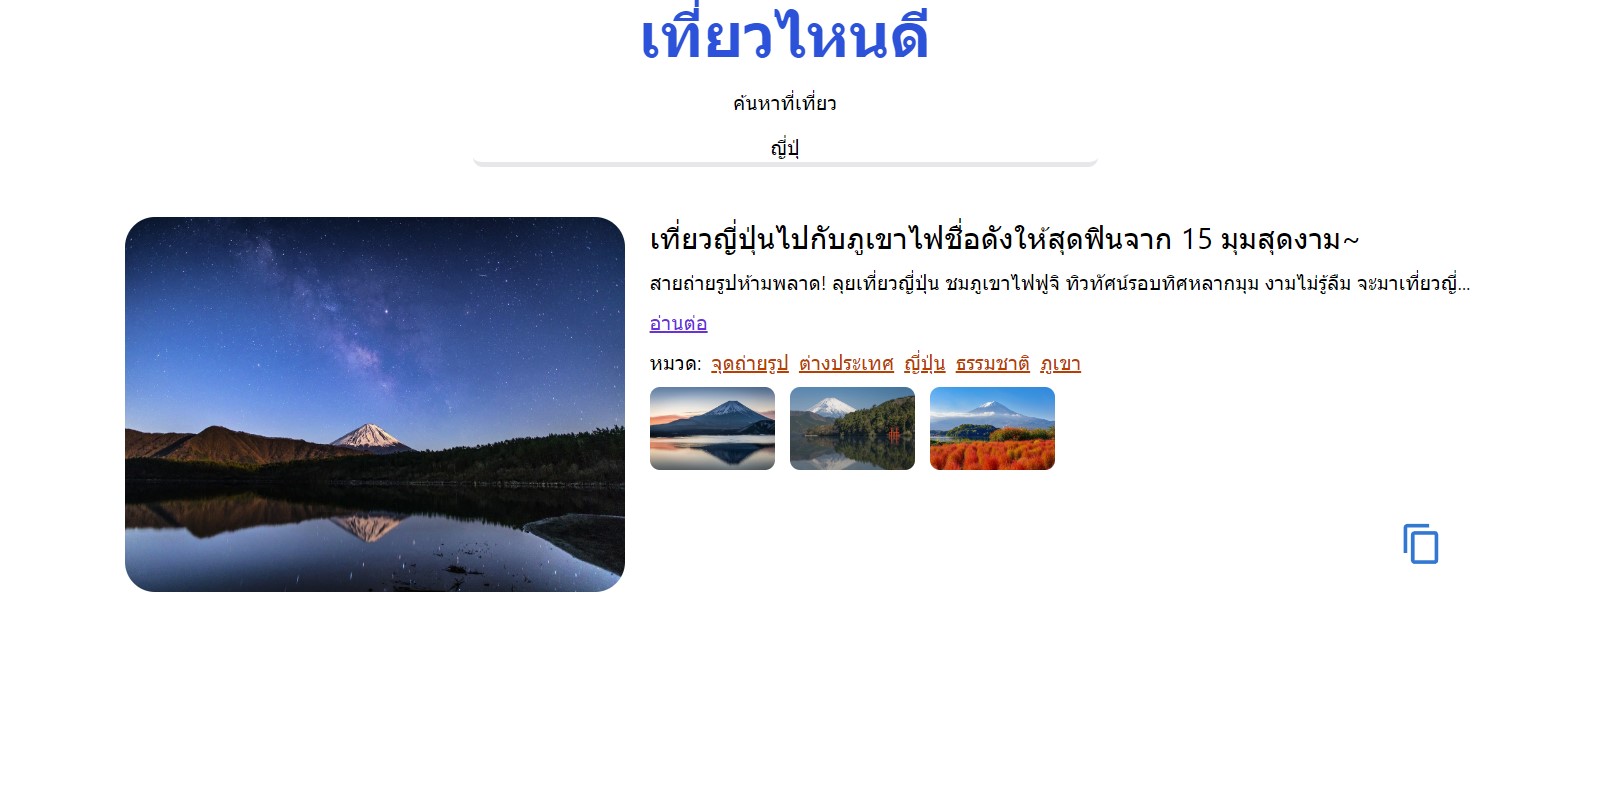 เที่ยวไหนดี
ค้นหาที่เที่ยว
ญี่ปุ่
เที่ยวญี่ปุ่นไปกับภูเขาไฟชื่อดังให้สุดฟินจาก 15 มุมสุดงาม~
สายถ่ายรูปห้ามพลาด! ลุยเที่ยวญี่ปุ่น ชมภูเขาไฟฟูจิ ทิวทัศน์รอบทิศหลากมุม งามไม่รู้ลืม จะมาเที่ยวญี่...
อ่านต่อ
หมวด: จุดถ่ายรูป ต่างประเทศ ญี่ปุ่น ธรรมชาติ ภูเขา